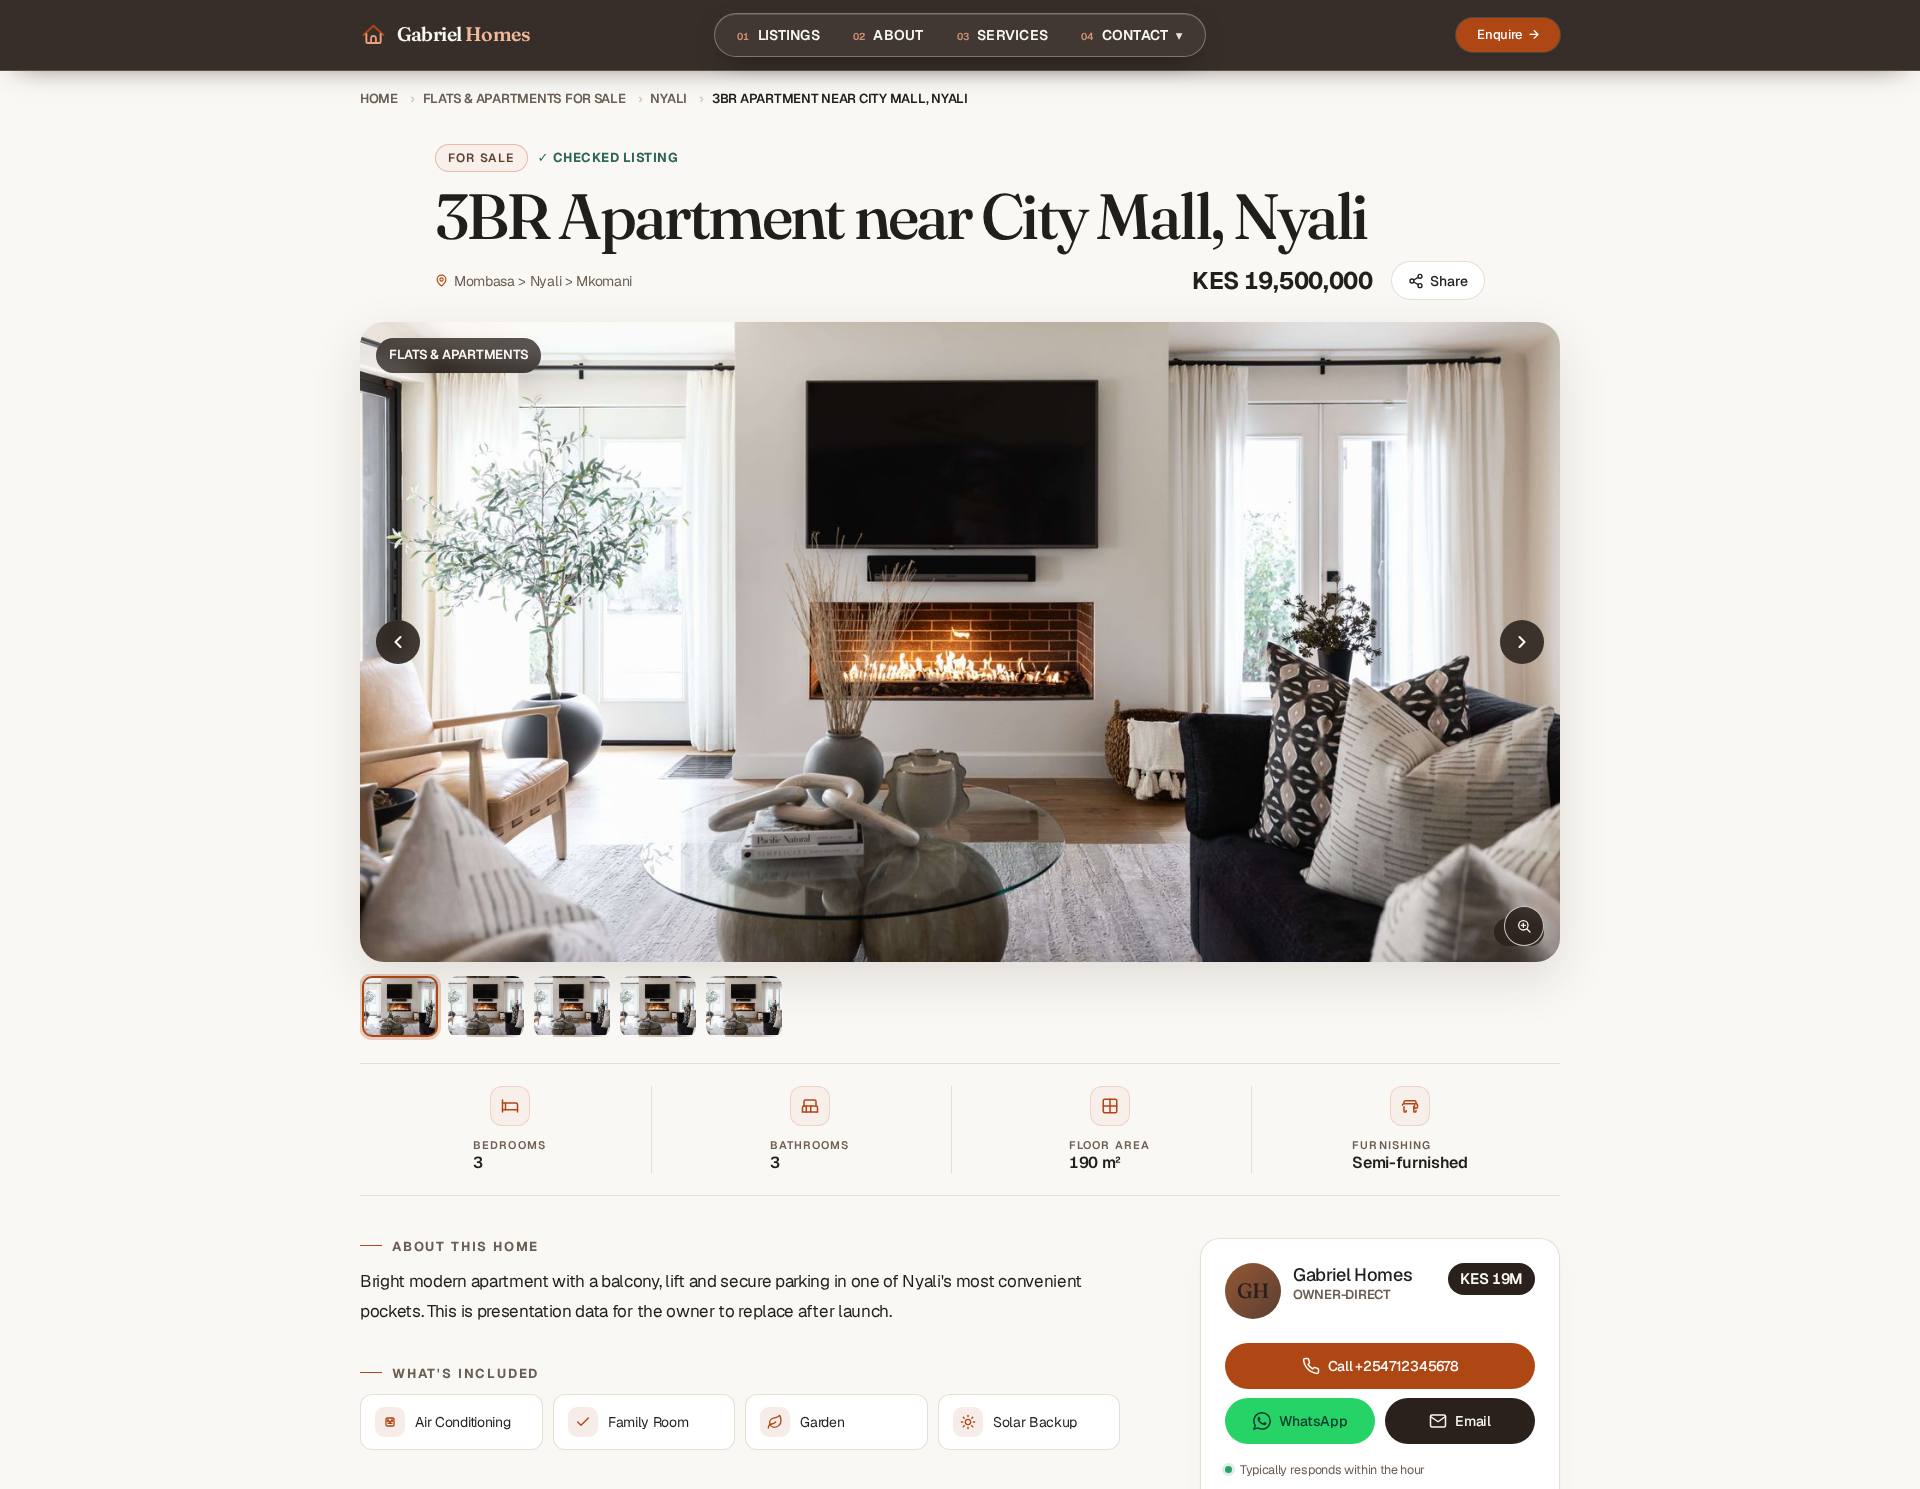 Gabriel Homes
01 LISTINGS 02 ABOUT 03 SERVICES 04 CONTACT ▾
Enquire →
HOME › FLATS & APARTMENTS FOR SALE › NYALI › 3BR APARTMENT NEAR CITY MALL, NYALI
FOR SALE ✓ CHECKED LISTING
3BR Apartment near City Mall, Nyali
Mombasa > Nyali > Mkomani
KES 19,500,000
Share
FLATS & APARTMENTS
Pacific Natural
SIMPLICITY
BEDROOMS
3
BATHROOMS
3
FLOOR AREA
190 m²
FURNISHING
Semi-furnished
ABOUT THIS HOME
Bright modern apartment with a balcony, lift and secure parking in one of Nyali's most convenient
pockets. This is presentation data for the owner to replace after launch.
WHAT'S INCLUDED
Air Conditioning
Family Room
Garden
Solar Backup
GH
Gabriel Homes
OWNER-DIRECT
KES 19M
Call +254712345678
WhatsApp
Email
Typically responds within the hour